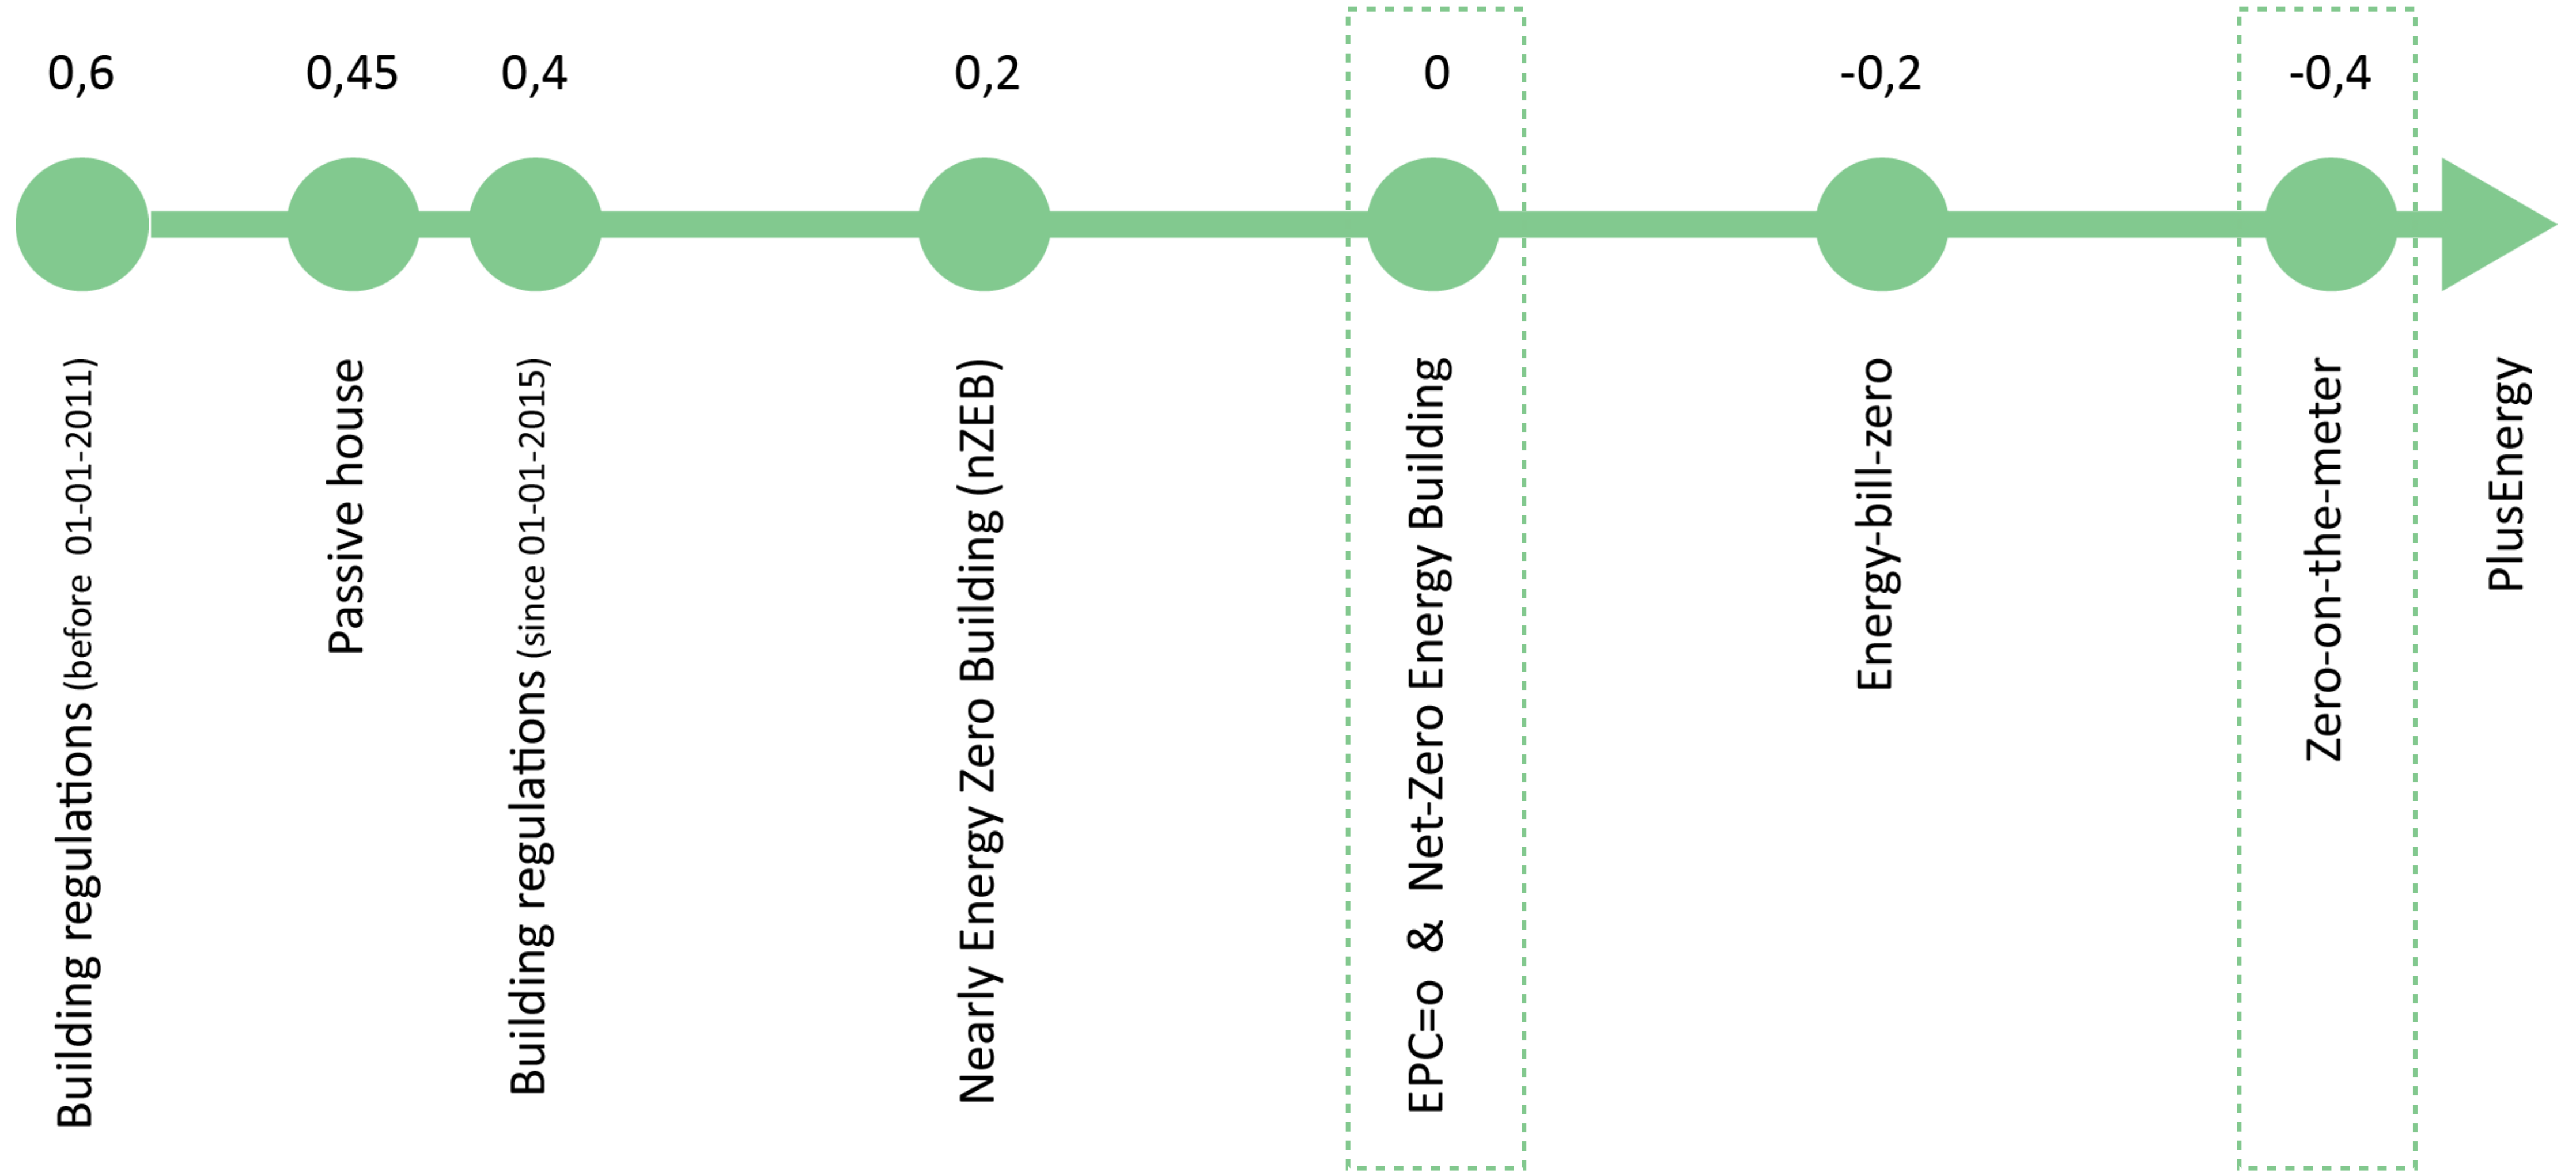 0,6
0,45
0,4
0,2
0
-0,2
-0,4
Building regulations (before 01-01-2011)
Passive house
Building regulations (since 01-01-2015)
Nearly Energy Zero Building (nZEB)
EPC=o & Net-Zero Energy Building
Energy-bill-zero
Zero-on-the-meter
PlusEnergy